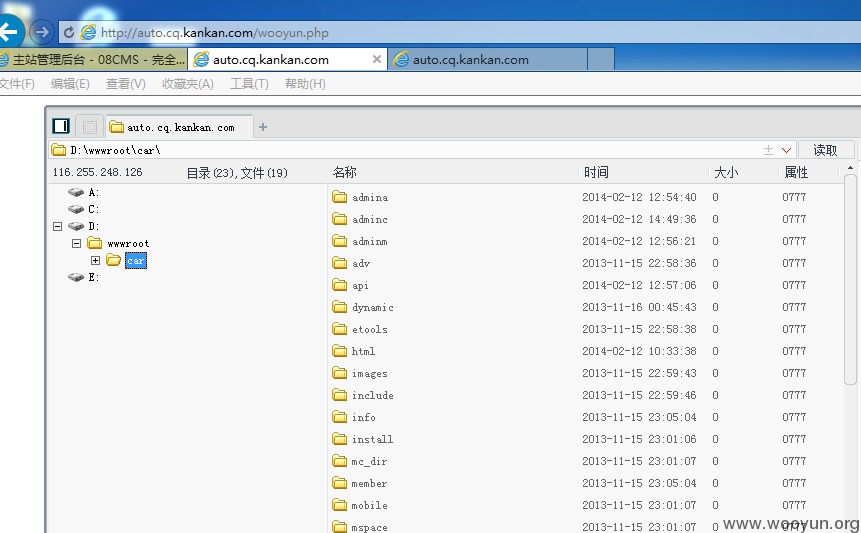 http://auto.cq.kankan.com/wooyun.php
主站管理后台 - 08CMS - 完全... auto.cq.kankan.com auto.cq.kankan.com
文件(F) 编辑(E) 查看(V) 收藏夹(A) 工具(T) 帮助(H)
auto.cq.kankan.com
D:\wwwroot\car\ 读取
116.255.248.126 目录(23),文件(19) 名称 时间 大小 属性
A:
C:
D:
wwwroot
car
E:
admina 2014-02-12 12:54:40 0 0777
adminc 2014-02-12 14:49:36 0 0777
adminm 2014-02-12 12:56:21 0 0777
adv 2013-11-15 22:58:36 0 0777
api 2014-02-12 12:57:06 0 0777
dynamic 2013-11-16 00:45:43 0 0777
etools 2013-11-15 22:58:38 0 0777
html 2014-02-12 10:33:38 0 0777
images 2013-11-15 22:59:43 0 0777
include 2013-11-15 22:59:46 0 0777
info 2013-11-15 23:05:04 0 0777
install 2013-11-15 23:01:06 0 0777
mc_dir 2013-11-15 23:01:07 0 0777
member 2013-11-15 23:05:04 0 0777
mobile 2013-11-15 23:01:07 0 0777
mspace 2013-11-15 23:01:07 0 0777
www.wooyun.org